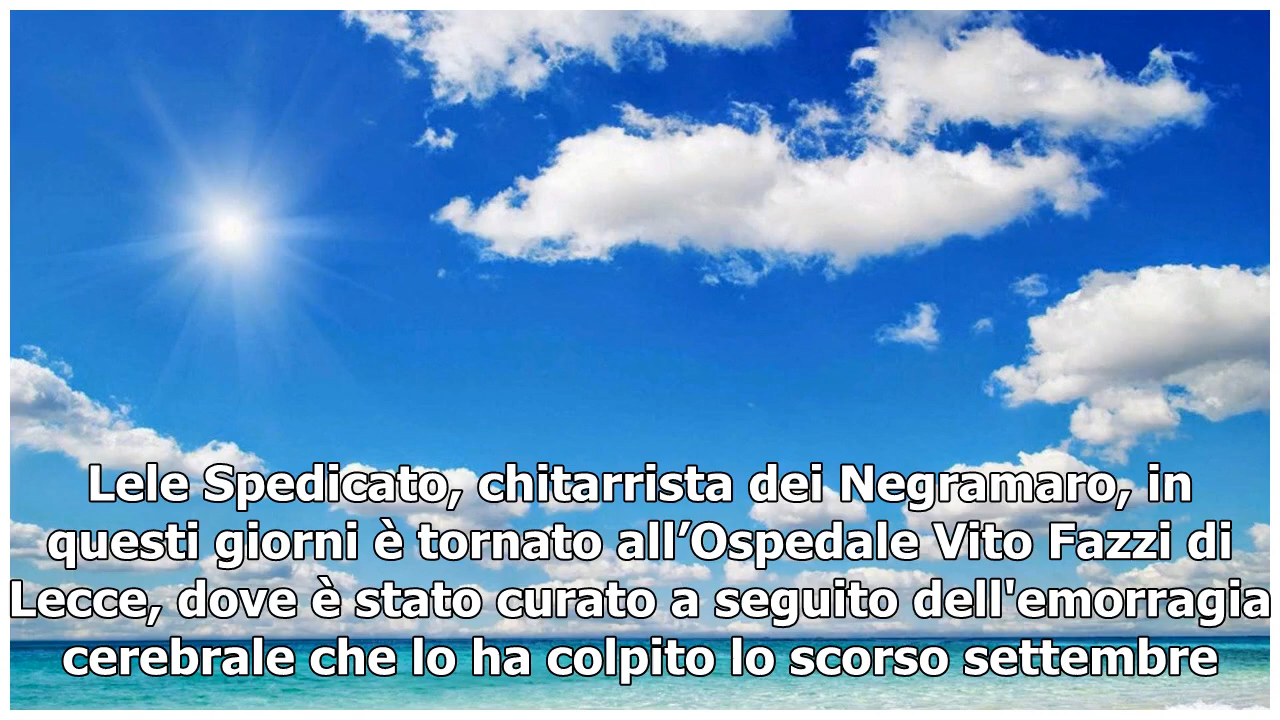 Lele Spedicato, chitarrista dei Negramaro, in
questi giorni è tornato all’Ospedale Vito Fazzi di
Lecce, dove è stato curato a seguito dell'emorragia
cerebrale che lo ha colpito lo scorso settembre